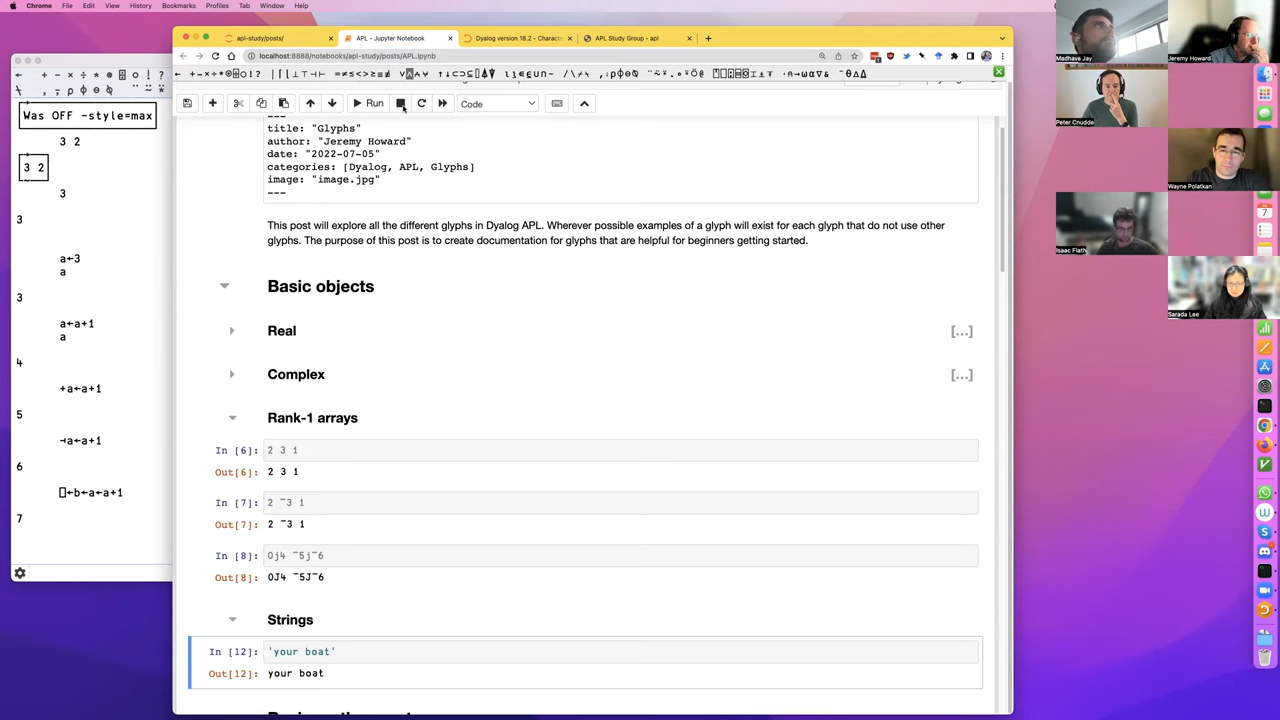 Chrome File Edit View History Bookmarks Profiles Tab Window Help
apl-study/posts/
APL - Jupyter Notebook
Dyalog version 18.2 - Characte
APL Study Group - apl
localhost:8888/notebooks/apl-study/posts/APL.ipynb
Run
Code
---
title: "Glyphs"
author: "Jeremy Howard"
date: "2022-07-05"
categories: [Dyalog, APL, Glyphs]
image: "image.jpg"
---
This post will explore all the different glyphs in Dyalog APL. Wherever possible examples of a glyph will exist for each glyph that do not use other
glyphs. The purpose of this post is to create documentation for glyphs that are helpful for beginners getting started.
Basic objects
Real
[...]
Complex
[...]
Rank-1 arrays
In [6]: 2 3 1
Out[6]: 2 3 1
In [7]: 2 ¯3 1
Out[7]: 2 ¯3 1
In [8]: 0j4 ¯5j¯6
Out[8]: 0J4 ¯5J¯6
Strings
In [12]: 'your boat'
Out[12]: your boat
Was OFF -style=max
3 2
3 2
3
3
a←3
a
3
a←a+1
a
4
+a←a+1
5
⊣a←a+1
6
⎕←b←a←a+1
7
Madhava Jay
Jeremy Howard
Peter Cnudde
Wayne Polatkan
Isaac Flath
Sarada Lee
7